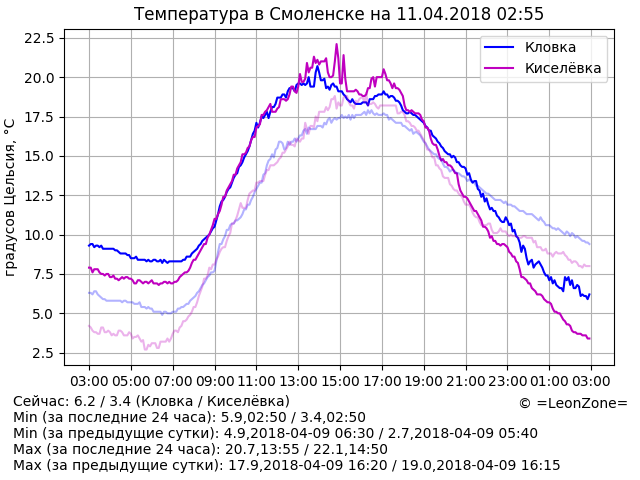 Температура в Смоленске на 11.04.2018 02:55
Кловка
Киселёвка
градусов Цельсия, °C
22.5
20.0
17.5
15.0
12.5
10.0
7.5
5.0
2.5
03:00 05:00 07:00 09:00 11:00 13:00 15:00 17:00 19:00 21:00 23:00 01:00 03:00
Сейчас: 6.2 / 3.4 (Кловка / Киселёвка)
© =LeonZone=
Min (за последние 24 часа): 5.9,02:50 / 3.4,02:50
Min (за предыдущие сутки): 4.9,2018-04-09 06:30 / 2.7,2018-04-09 05:40
Max (за последние 24 часа): 20.7,13:55 / 22.1,14:50
Max (за предыдущие сутки): 17.9,2018-04-09 16:20 / 19.0,2018-04-09 16:15